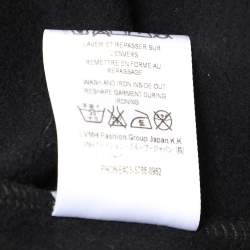 LAVER ET REPASSER SUR
L'ENVERS
REMETTRE EN FORME AU
REPASSAGE
WASH AND IRON INSIDE OUT
RESHAPE GARMENT DURING
IRONING
LVMH Fashion Group Japan K.K.